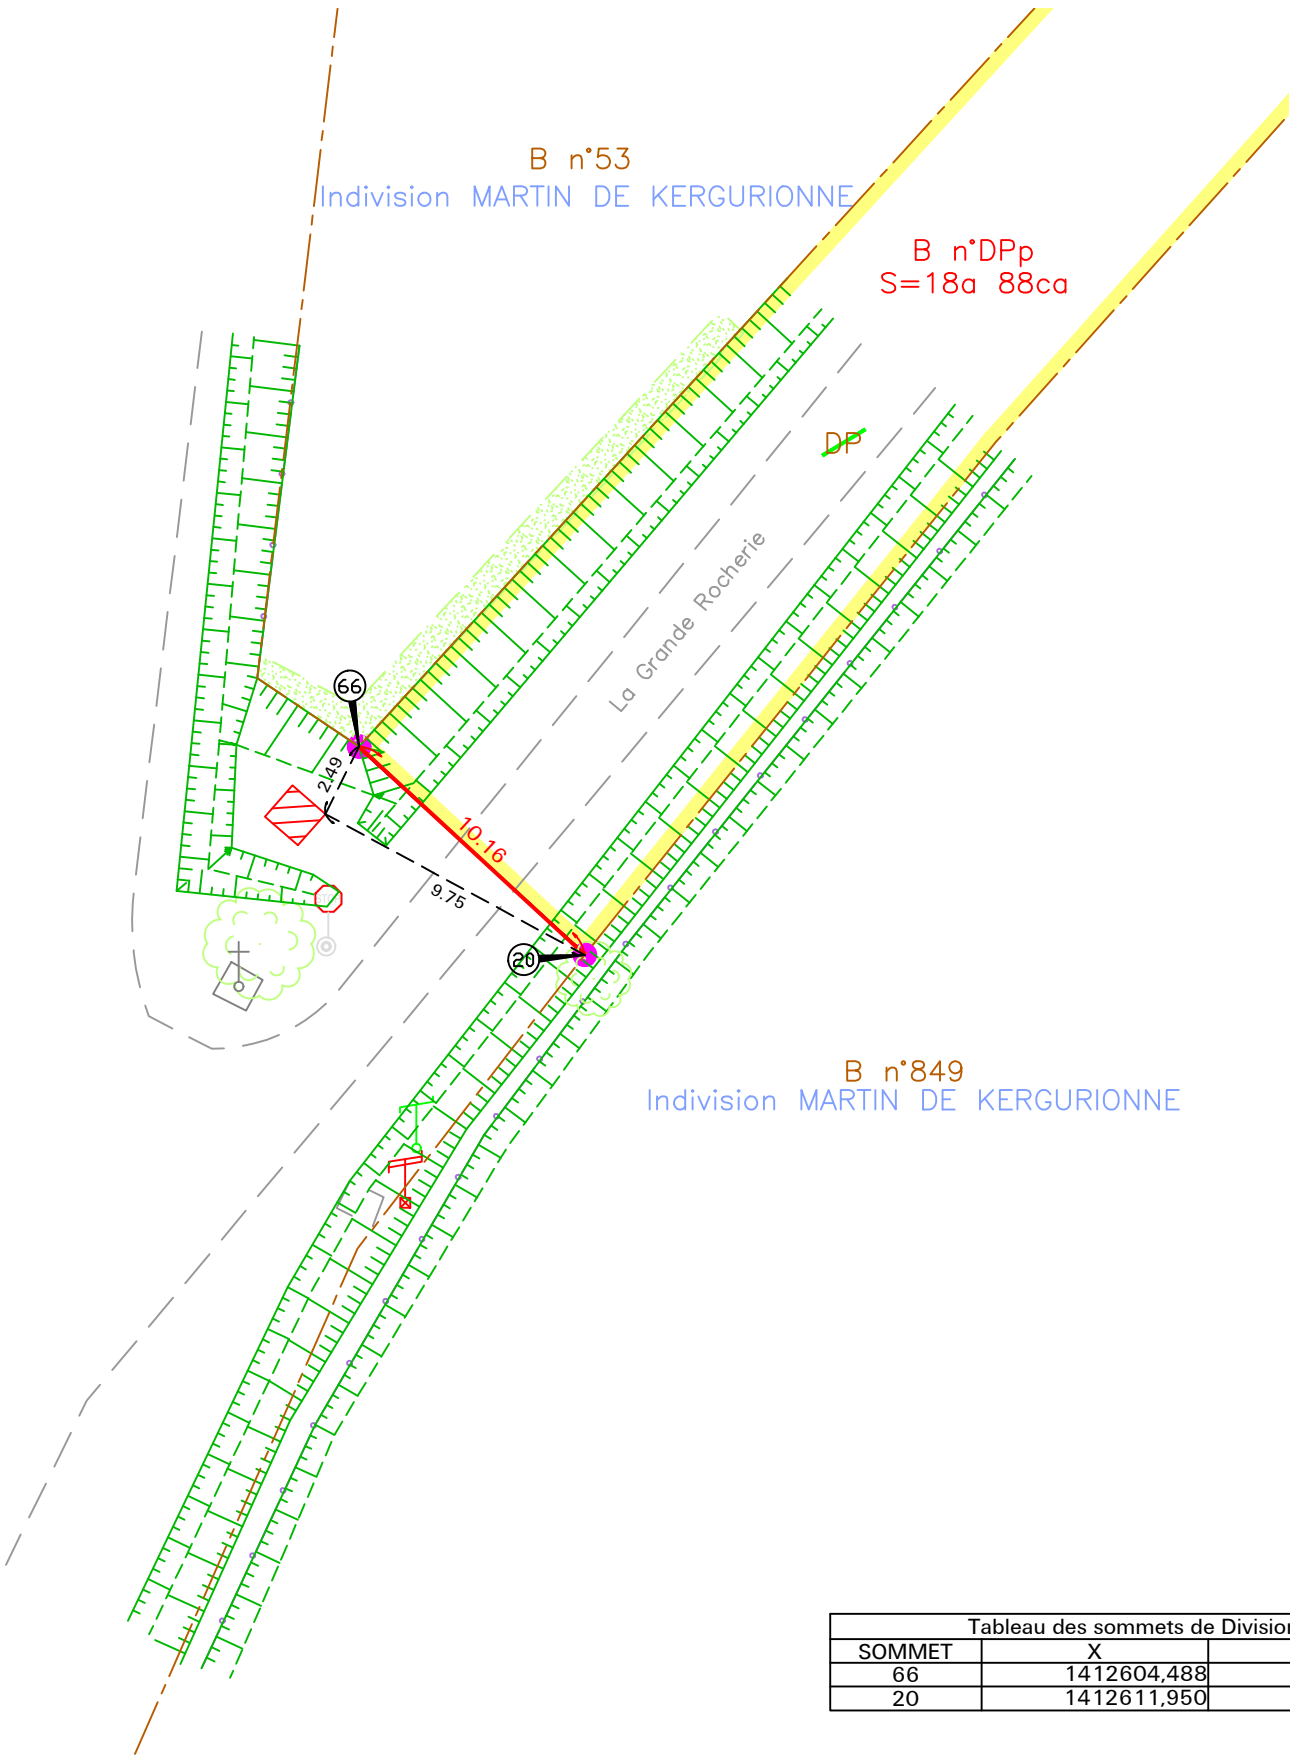 B n°53
Indivision MARTIN DE KERGURIONNE
B n°DPp
S=18a 88ca
DP
La Grande Rocherie
66
2.49
10.16
9.75
20
B n°849
Indivision MARTIN DE KERGURIONNE
Tableau des sommets de Division
SOMMET X
66 1412604,488
20 1412611,950